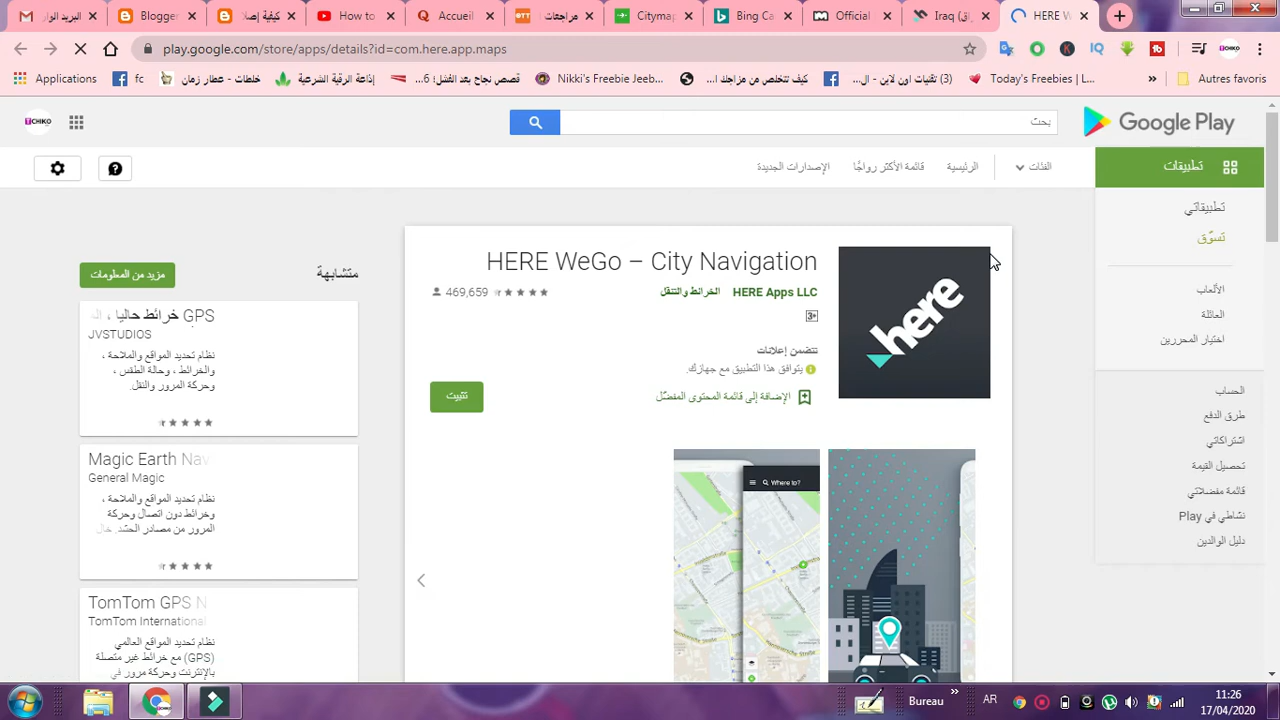 البريد الوار
Blogger
كيفية إصلا
How to
Accueil
مراجعات
Citymap
Bing Ca
Official
Iraq (راق
HERE W
play.google.com/store/apps/details?id=com.here.app.maps
Applications
fc
خلطات - عطار زمان
إذاعة الرقية الشرعية
قصص نجاح بعد الفشل؛ 6...
Nikki's Freebie Jeeb...
كيف تتخلص من مزاجك...
(3) تقنيات اون لاين - ال...
Today's Freebies | L...
»
Autres favoris
TCHIKO
بحث
Google Play
تطبيقات
الفئات
الرئيسية
قائمة الأكثر رواجًا
الإصدارات الجديدة
تطبيقاتي
تسوّق
الألعاب
العائلة
اختيار المحررين
الحساب
طرق الدفع
اشتراكاتي
تحصيل القيمة
قائمة مفضلاتي
نشاطي في Play
دليل الوالدين
here
HERE WeGo – City Navigation
HERE Apps LLC
الخرائط والتنقل
469,659
3+
تتضمن إعلانات
يتوافق هذا التطبيق مع جهازك.
الإضافة إلى قائمة المحتوى المفضّل
تثبيت
Where to?
متشابهة
مزيد من المعلومات
GPS خرائط حاليا ، ال
JVSTUDIOS
نظام تحديد المواقع والملاحة ،
والخرائط ، وحالة الطقس ،
وحركة المرور والنقل.
Magic Earth Nav
General Magic
نظام تحديد المواقع والملاحة ،
وخرائط دون اتصال وحركة
المرور من مصادر الحشد. خال
TomTom GPS N
TomTom International
نظام تحديد المواقع العالمي
(GPS) مع خرائط غير متصلة
بالإنترنت وحركة مرور في
Bureau
»
AR
11:26
17/04/2020